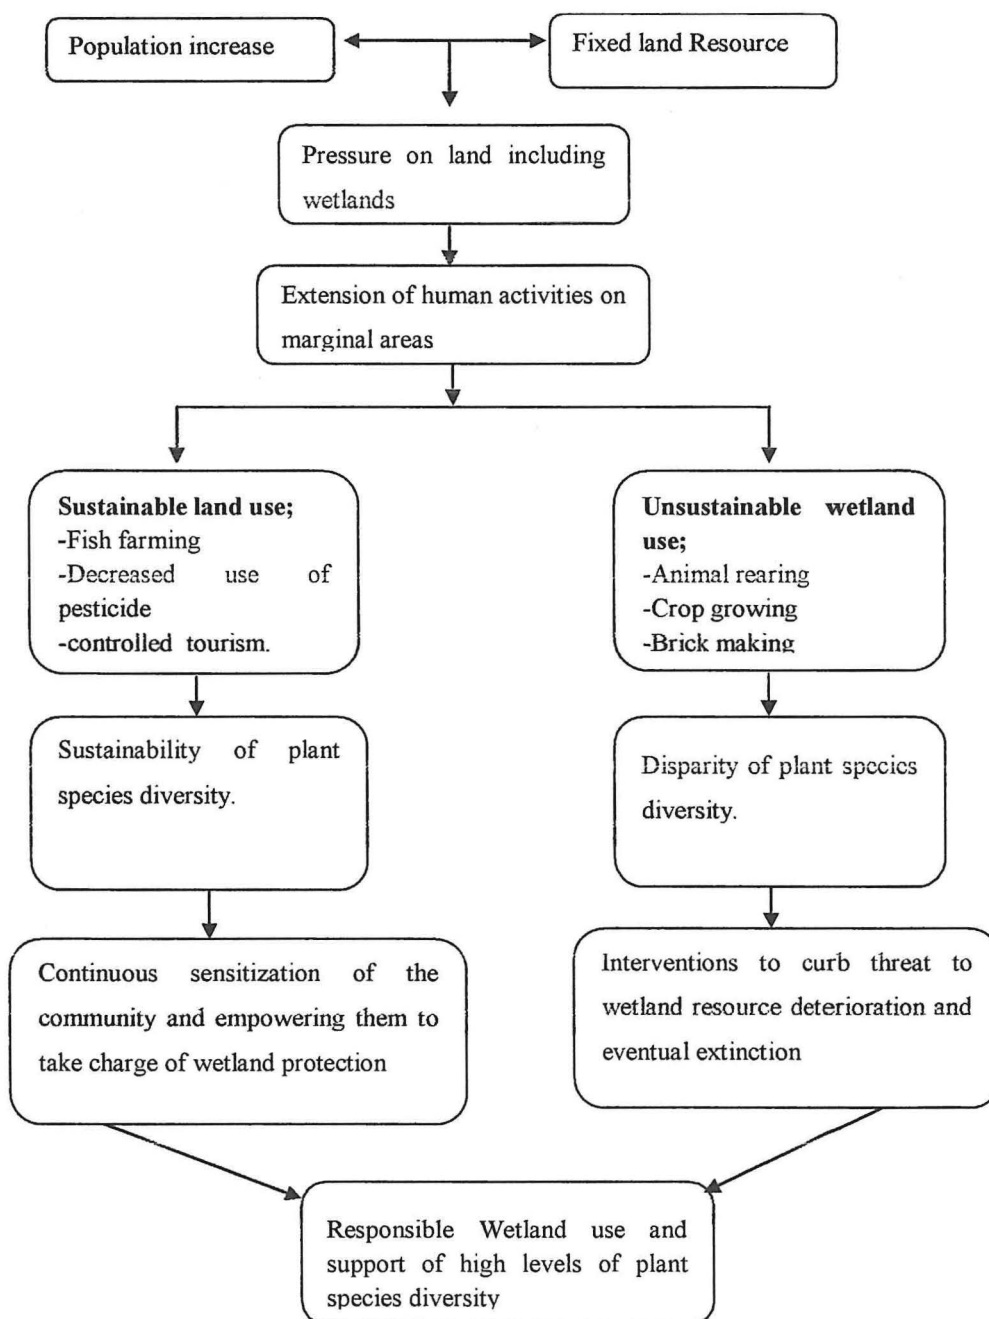 Population increase
Fixed land Resource
Pressure on land including
wetlands
Extension of human activities on
marginal areas
Sustainable land use;
-Fish farming
-Decreased use of
pesticide
-controlled tourism.
Unsustainable wetland
use;
-Animal rearing
-Crop growing
-Brick making
Sustainability of plant
species diversity.
Disparity of plant species
diversity.
Continuous sensitization of the
community and empowering them to
take charge of wetland protection
Interventions to curb threat to
wetland resource deterioration and
eventual extinction
Responsible Wetland use and
support of high levels of plant
species diversity